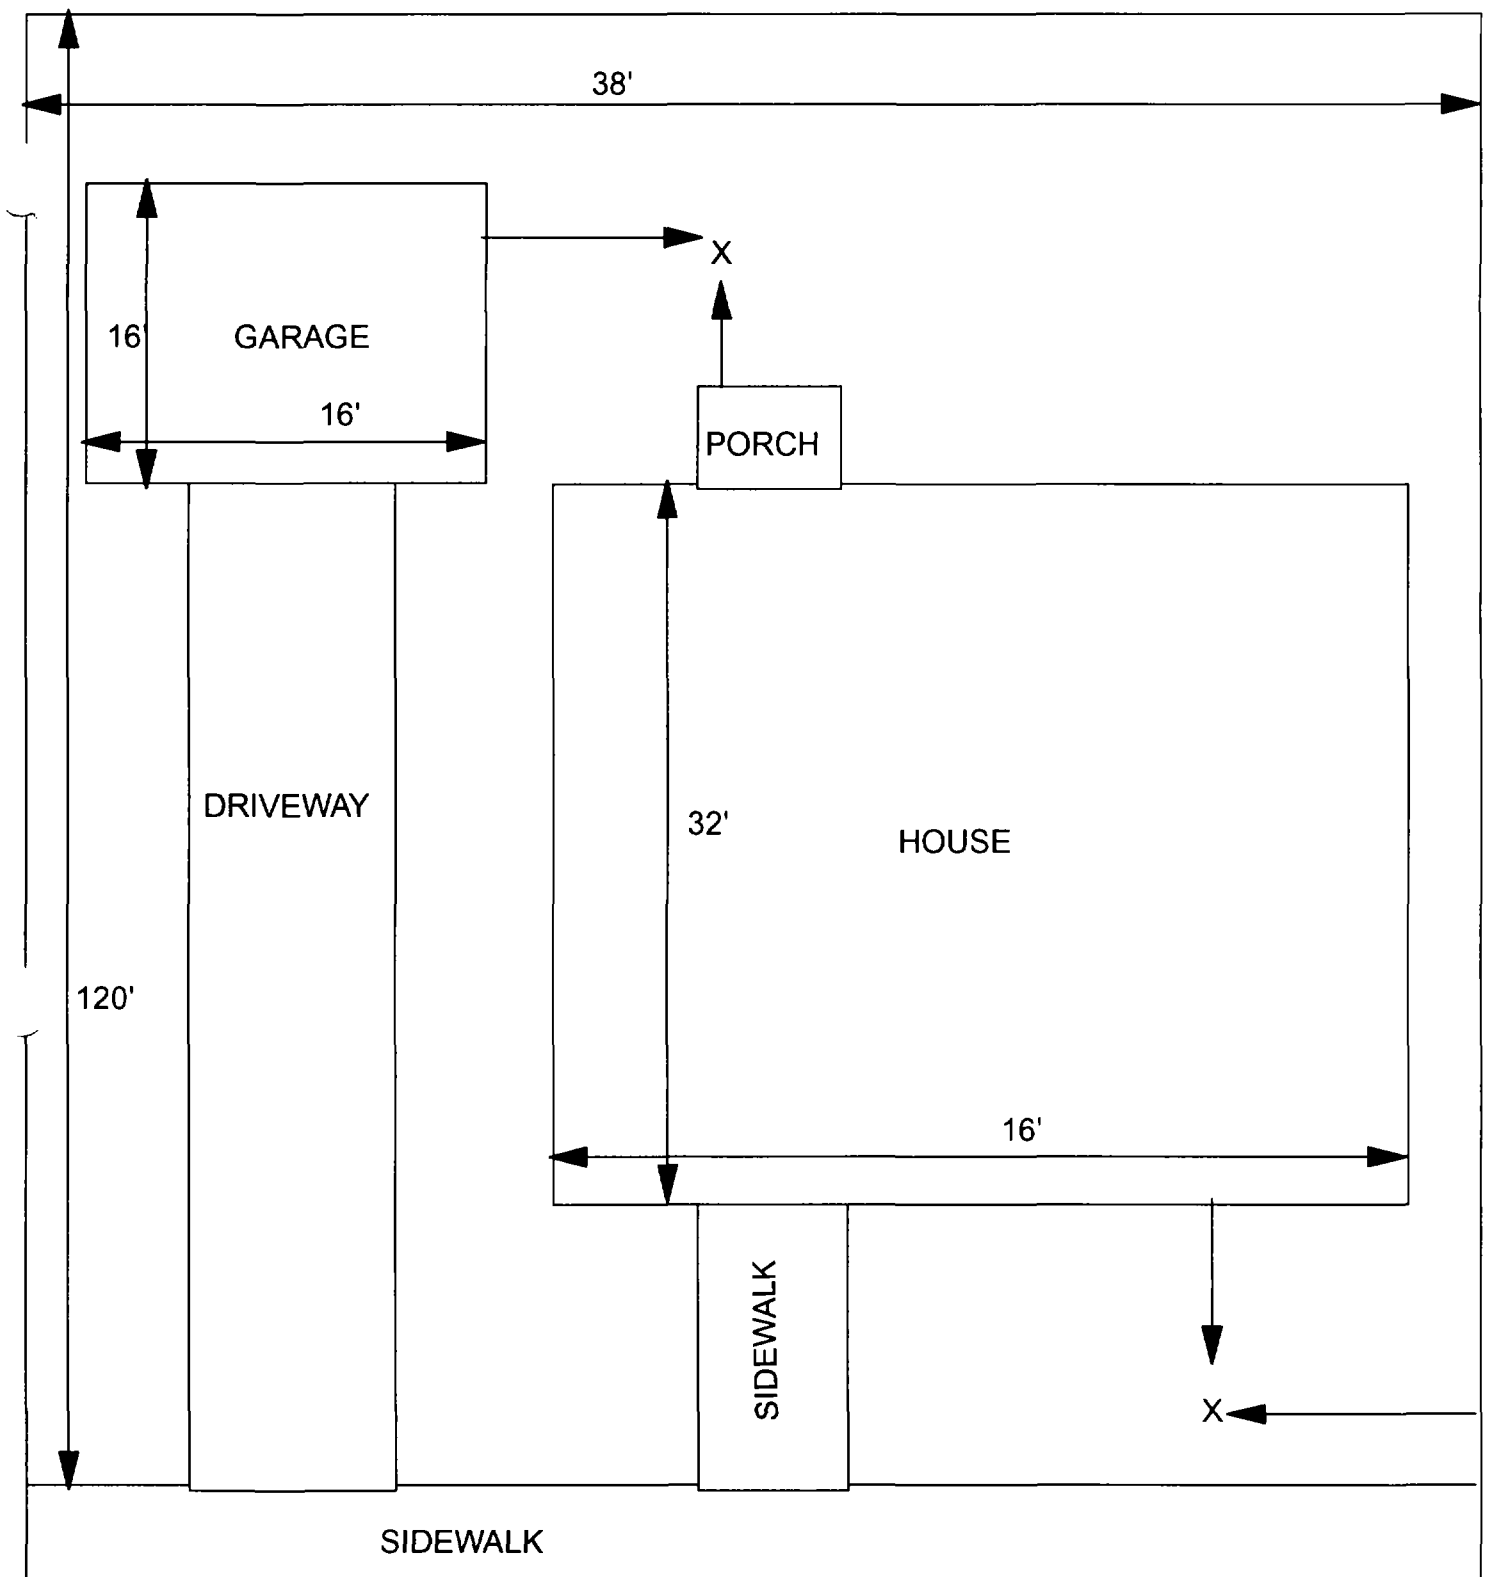 38'
X
16'
GARAGE
16'
PORCH
DRIVEWAY
32'
HOUSE
120'
16'
SIDEWALK
X
SIDEWALK